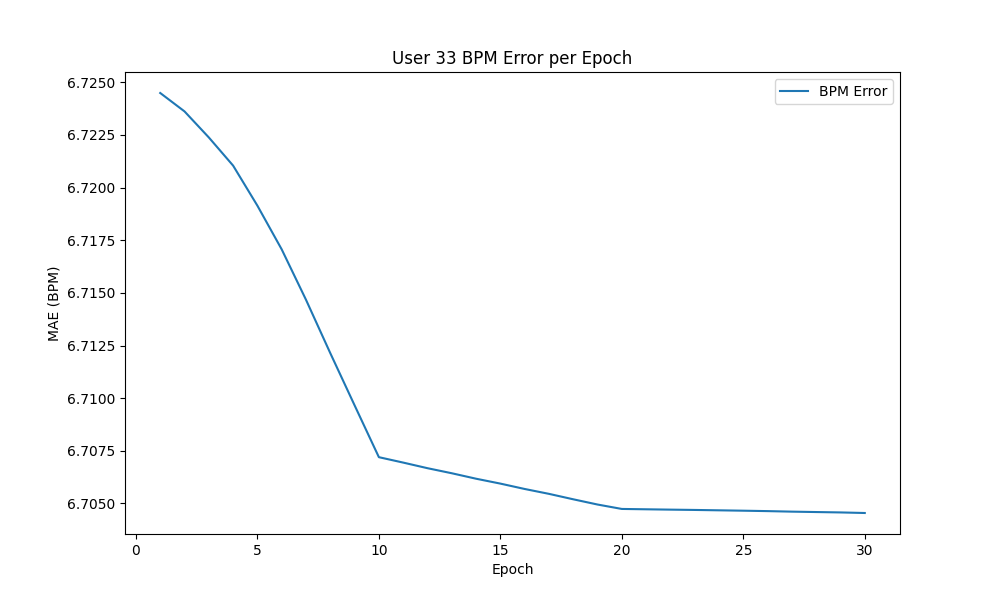 User 33 BPM Error per Epoch
BPM Error
MAE (BPM)
6.7250
6.7225
6.7200
6.7175
6.7150
6.7125
6.7100
6.7075
6.7050
0 5 10 15 20 25 30
Epoch